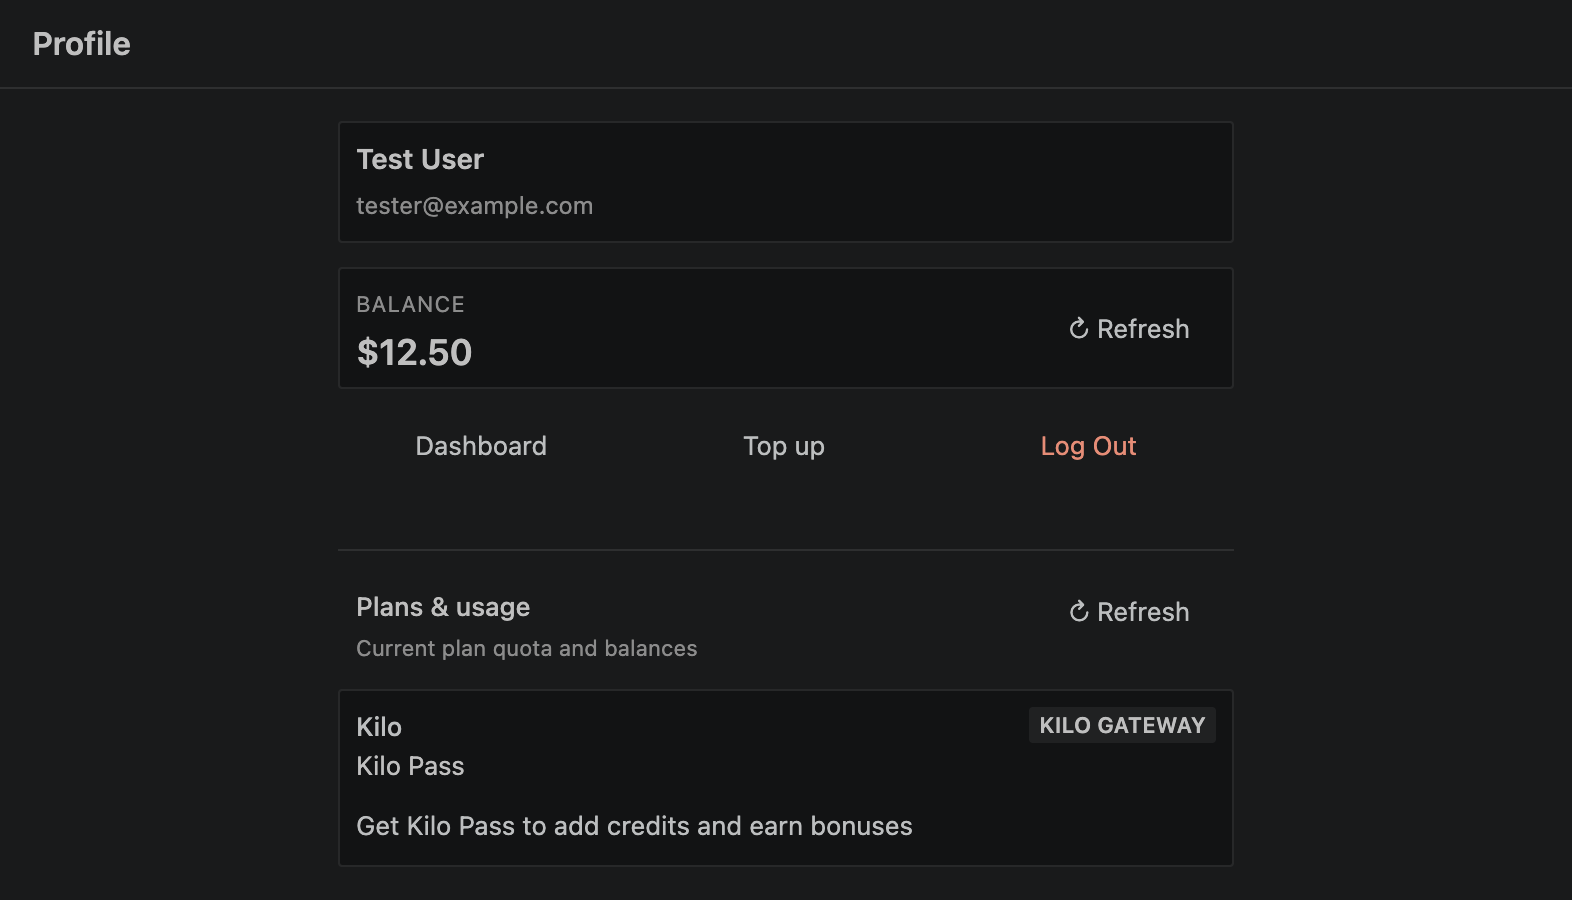 Profile
Test User
tester@example.com
BALANCE
$12.50
Refresh
Dashboard
Top up
Log Out
Plans & usage
Refresh
Current plan quota and balances
Kilo
KILO GATEWAY
Kilo Pass
Get Kilo Pass to add credits and earn bonuses